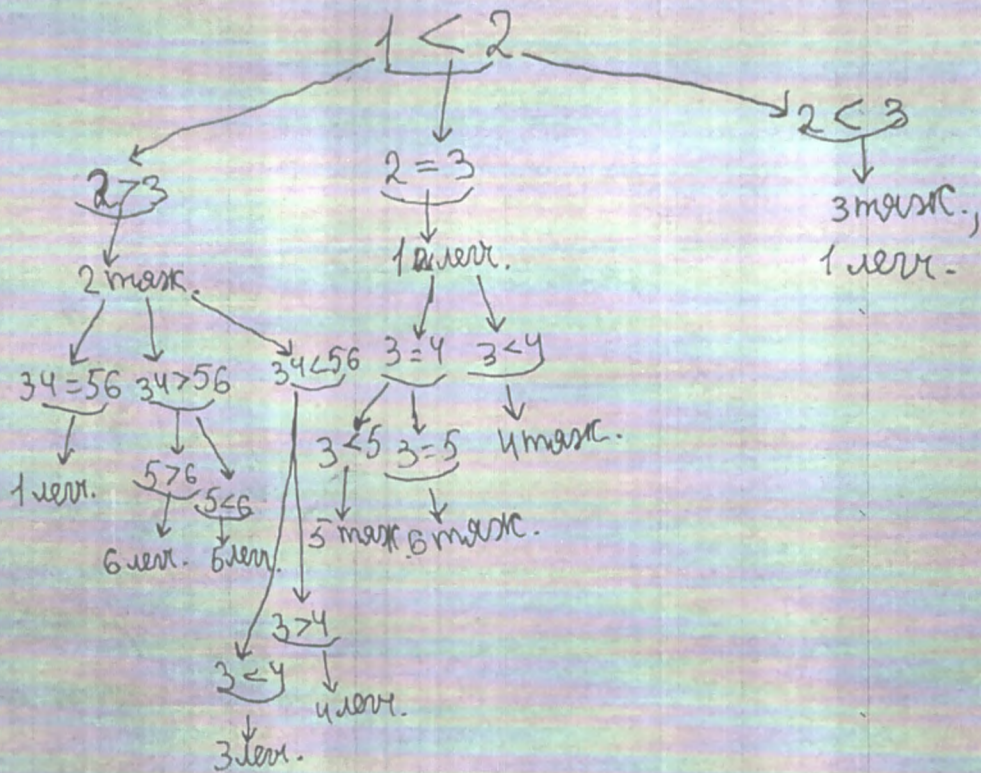 1 < 2
2 < 3
2 = 3
2 > 3
3 тяж.,
1 легч.
1 легч.
2 тяж.
34=56 34>56 34<56 3=4 3<4
3<5 3=5 4 тяж.
1 легч. 5>6 5<6
5 тяж. 6 тяж.
6 легч. 5 легч.
3>4
3<4 4 легч.
3 легч.